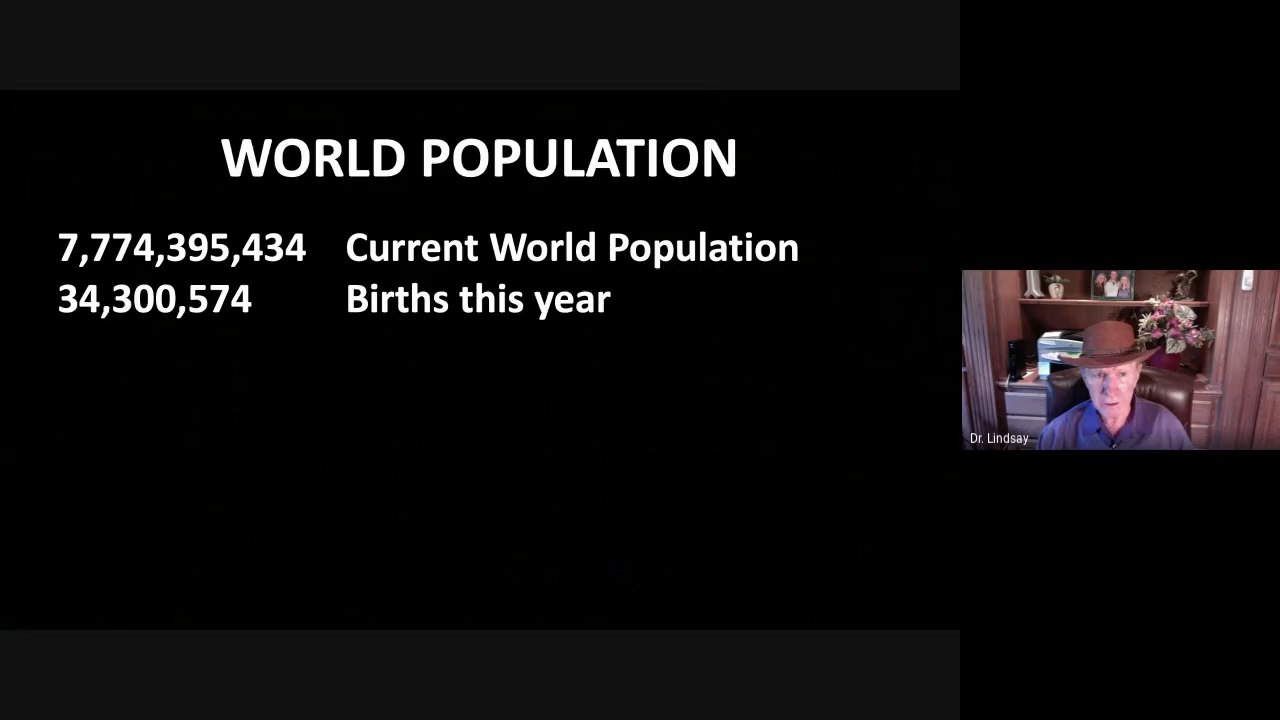 WORLD POPULATION
7,774,395,434 Current World Population
34,300,574 Births this year
Dr. Lindsay